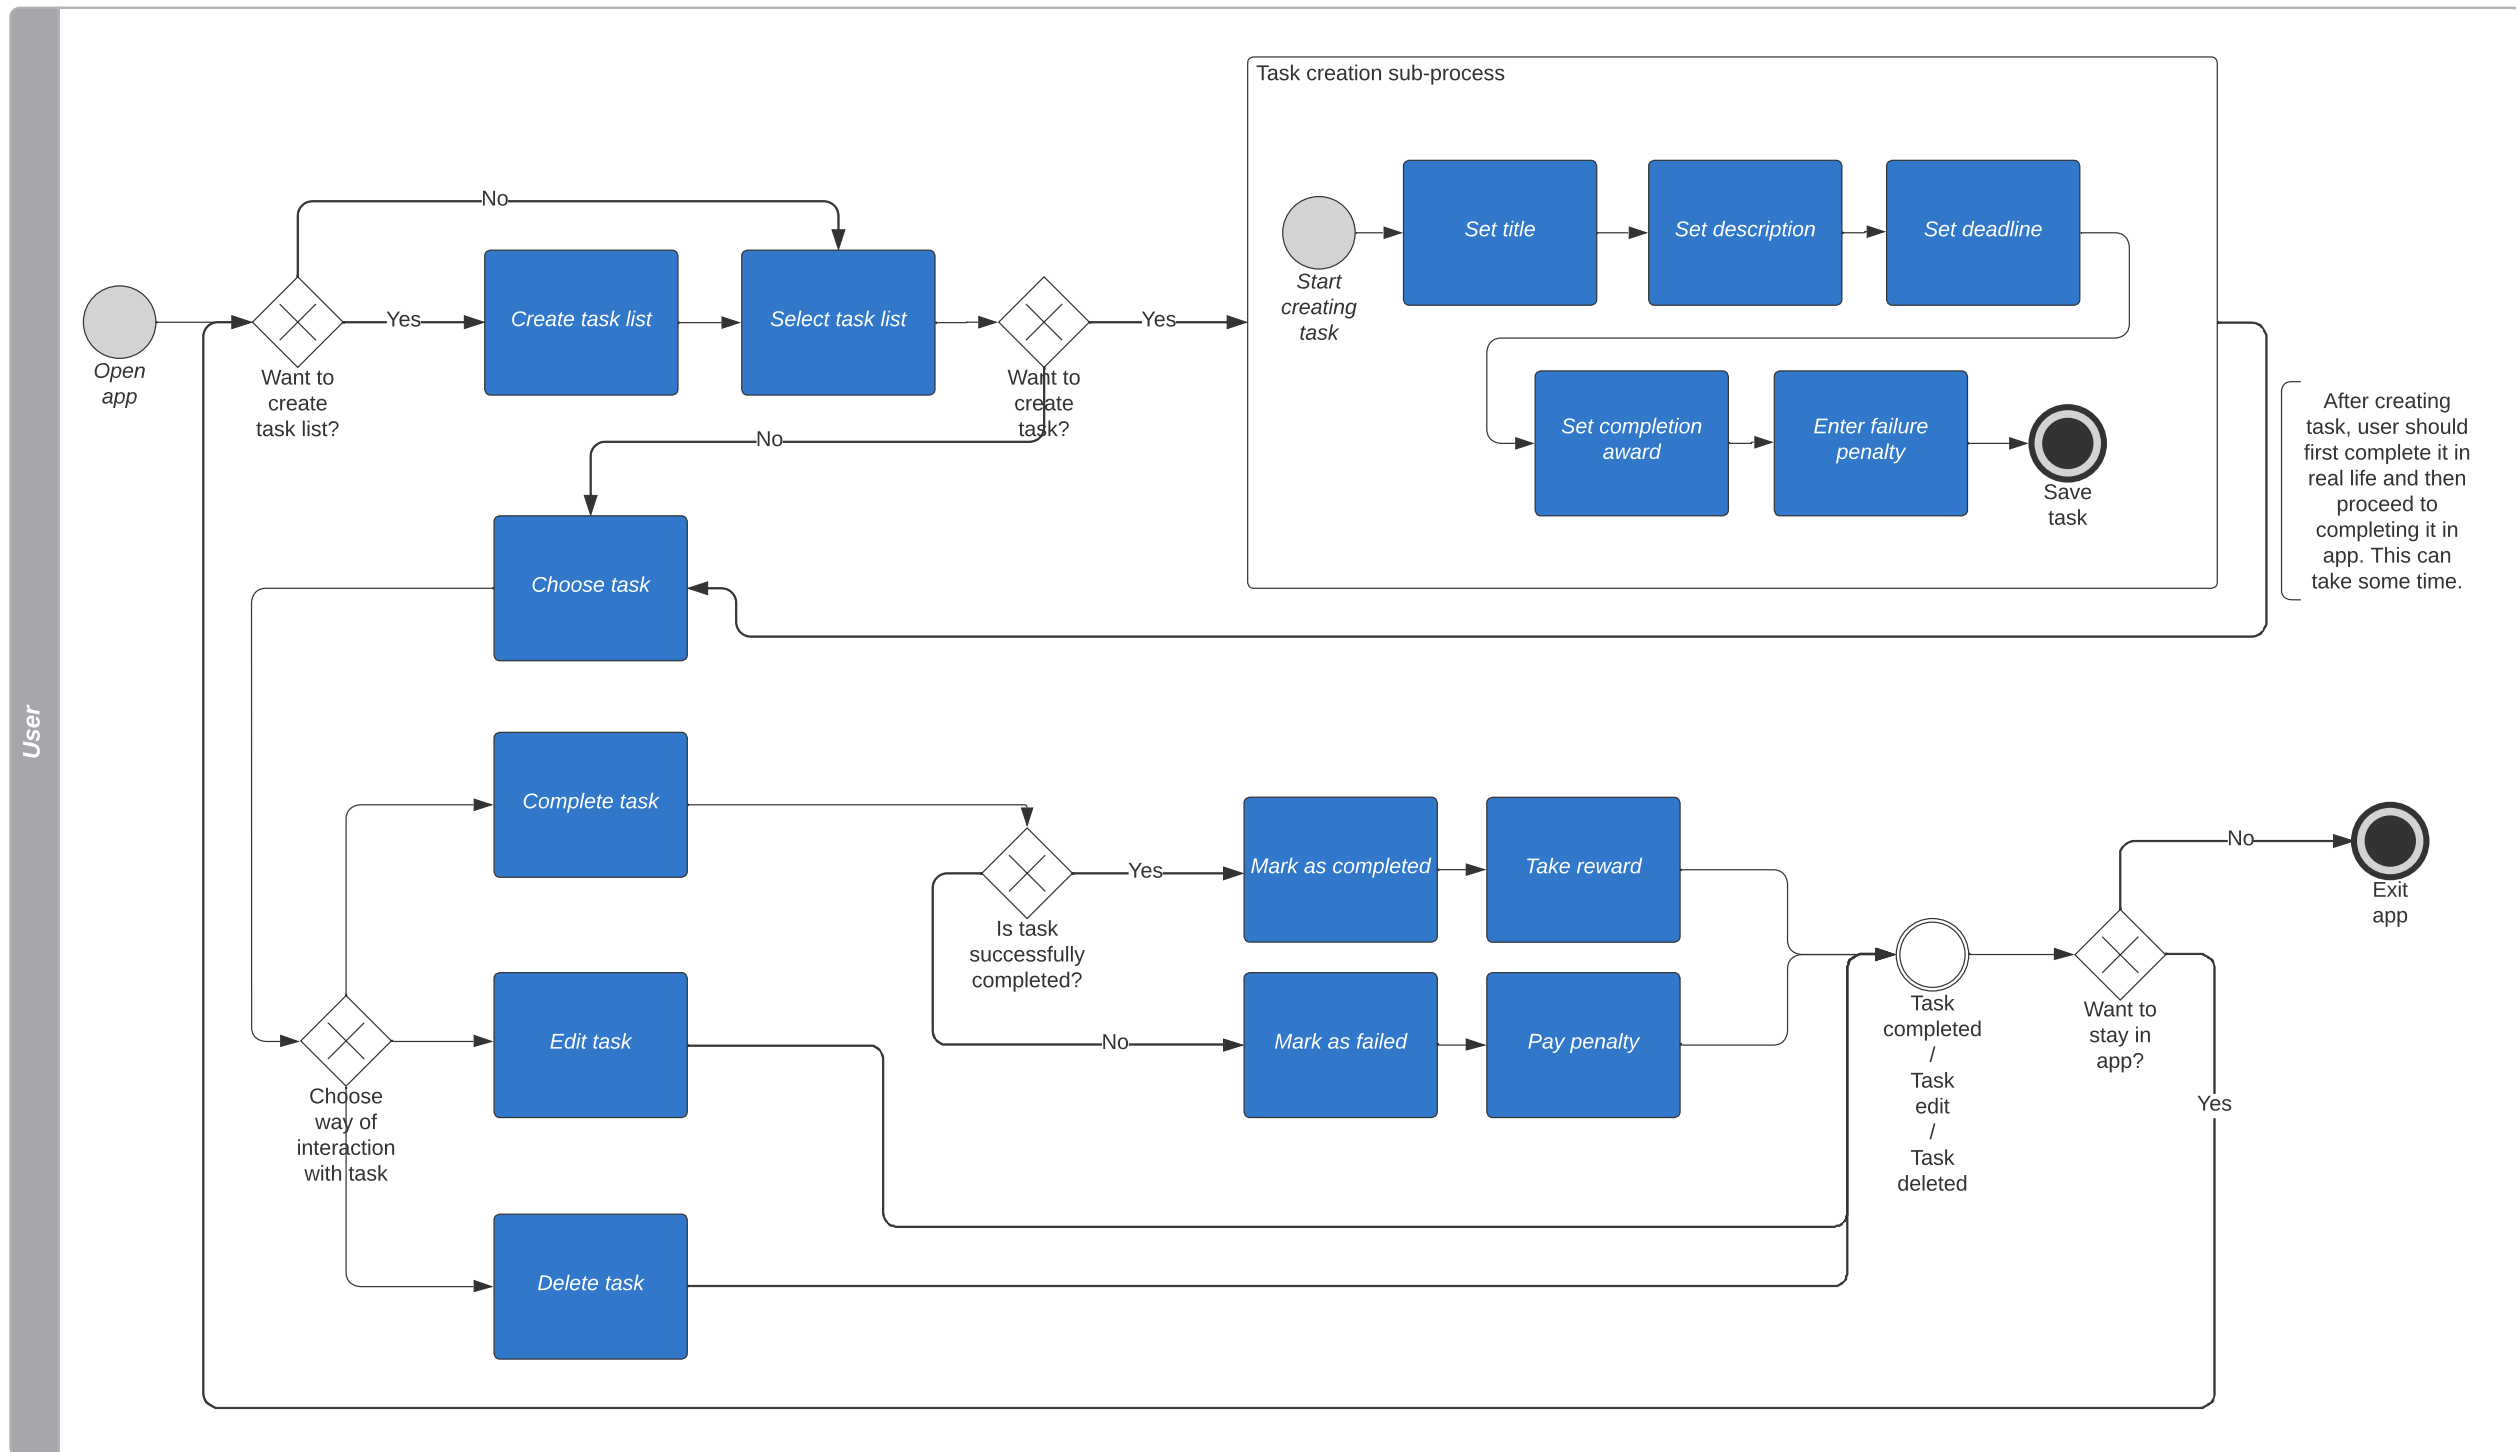 User
Open
app
Want to
create
task list?
No
Yes
Create task list
Select task list
Want to
create
task?
Yes
No
Task creation sub-process
Start
creating
task
Set title
Set description
Set deadline
Set completion
award
Enter failure
penalty
Save
task
After creating
task, user should
first complete it in
real life and then
proceed to
completing it in
app. This can
take some time.
Choose task
Choose
way of
interaction
with task
Complete task
Edit task
Delete task
Is task
successfully
completed?
Yes
No
Mark as completed
Take reward
Mark as failed
Pay penalty
Task
completed
/
Task
edit
/
Task
deleted
Want to
stay in
app?
No
Yes
Exit
app